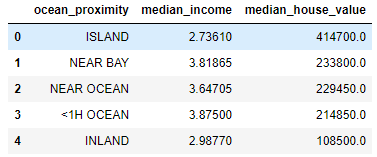 ocean_proximity median_income median_house_value
0 ISLAND 2.73610 414700.0
1 NEAR BAY 3.81865 233800.0
2 NEAR OCEAN 3.64705 229450.0
3 <1H OCEAN 3.87500 214850.0
4 INLAND 2.98770 108500.0